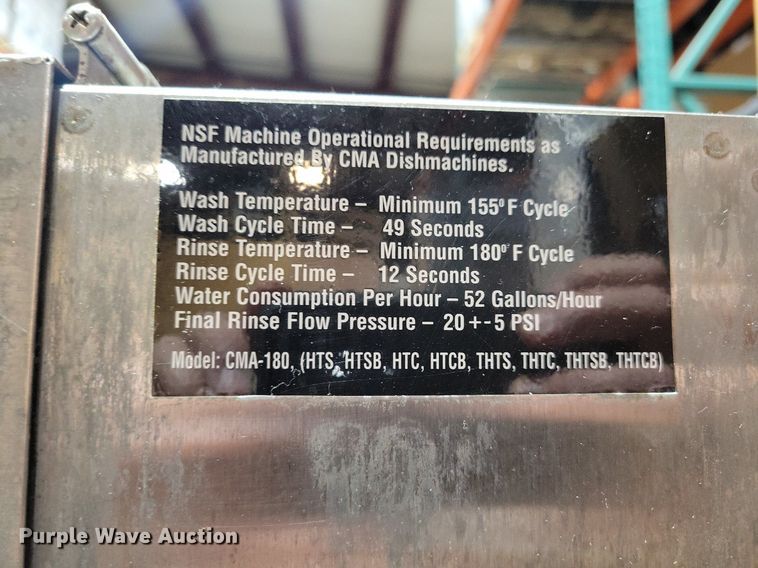 NSF Machine Operational Requirements as
Manufactured By CMA Dishmachines.
Wash Temperature – Minimum 155° F Cycle
Wash Cycle Time – 49 Seconds
Rinse Temperature – Minimum 180° F Cycle
Rinse Cycle Time – 12 Seconds
Water Consumption Per Hour – 52 Gallons/Hour
Final Rinse Flow Pressure – 20 +-5 PSI
Model: CMA-180, (HTS, HTSB, HTC, HTCB, THTS, THTC, THTSB, THTCB)
Purple Wave Auction